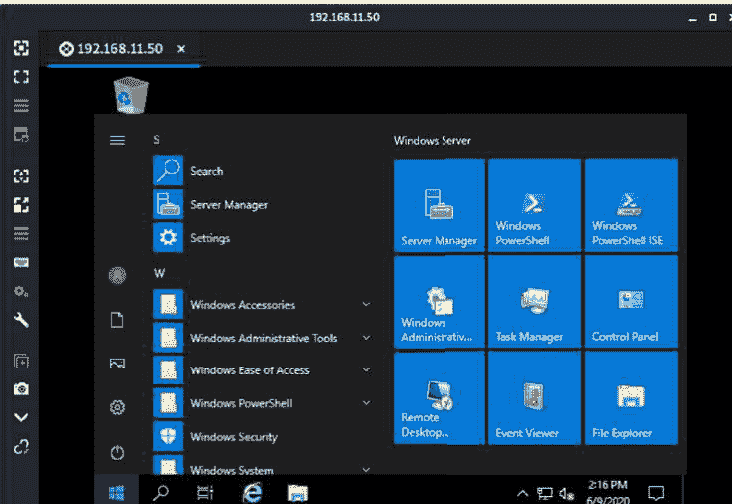 192.168.11.50
192.168.11.50
S
Search
Server Manager
Settings
W
Windows Accessories
Windows Administrative Tools
Windows Ease of Access
Windows PowerShell
Windows Security
Windows System
Windows Server
Server Manager
Windows
PowerShell
Windows
PowerShell ISE
Windows
Administrativ...
Task Manager
Control Panel
Remote
Desktop...
Event Viewer
File Explorer
2:16 PM
6/9/2020